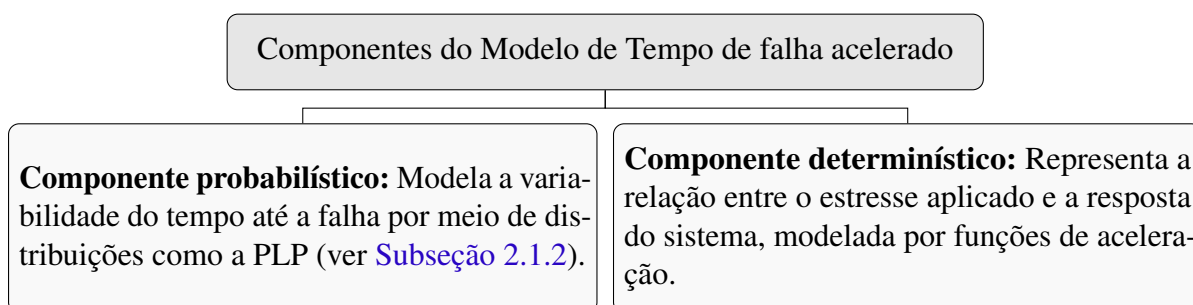 Componentes do Modelo de Tempo de falha acelerado
Componente probabilístico: Modela a varia-
bilidade do tempo até a falha por meio de dis-
tribuições como a PLP (ver Subseção 2.1.2).
Componente determinístico: Representa a
relação entre o estresse aplicado e a resposta
do sistema, modelada por funções de acelera-
ção.